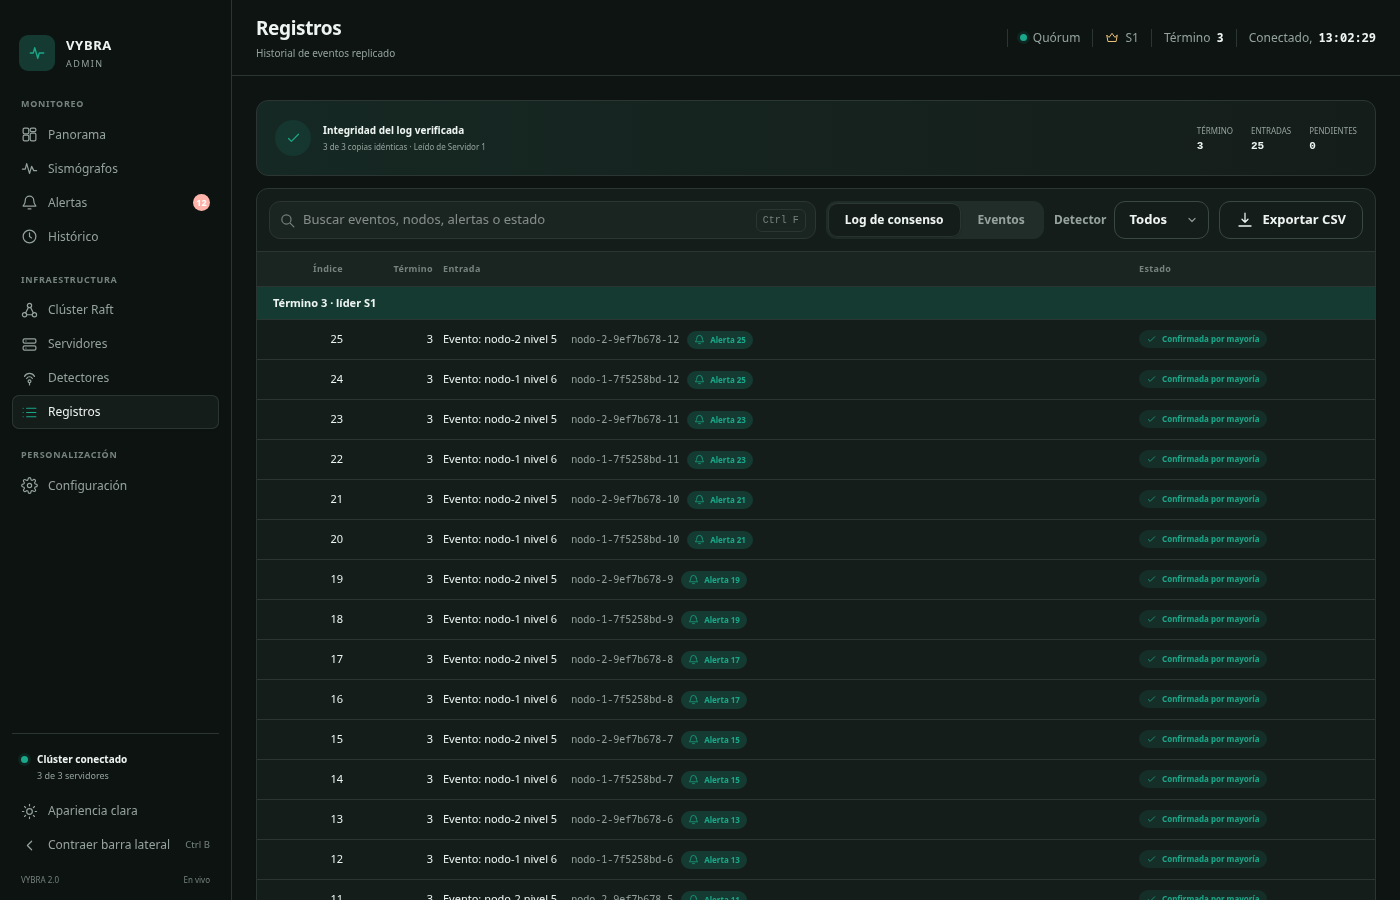 VYBRA
ADMIN
MONITOREO
Panorama
Sismógrafos
Alertas 12
Histórico
INFRAESTRUCTURA
Clúster Raft
Servidores
Detectores
Registros
PERSONALIZACIÓN
Configuración
Clúster conectado
3 de 3 servidores
Apariencia clara
Contraer barra lateral Ctrl B
VYBRA 2.0 En vivo
Registros
Historial de eventos replicado
Quórum S1 Término 3 Conectado, 13:02:29
Integridad del log verificada
3 de 3 copias idénticas · Leído de Servidor 1
TÉRMINO ENTRADAS PENDIENTES
3 25 0
Buscar eventos, nodos, alertas o estado Ctrl F Log de consenso Eventos Detector Todos Exportar CSV
Índice Término Entrada Estado
Término 3 · líder S1
25 3 Evento: nodo-2 nivel 5 nodo-2-9ef7b678-12 Alerta 25 Confirmada por mayoría
24 3 Evento: nodo-1 nivel 6 nodo-1-7f5258bd-12 Alerta 25 Confirmada por mayoría
23 3 Evento: nodo-2 nivel 5 nodo-2-9ef7b678-11 Alerta 23 Confirmada por mayoría
22 3 Evento: nodo-1 nivel 6 nodo-1-7f5258bd-11 Alerta 23 Confirmada por mayoría
21 3 Evento: nodo-2 nivel 5 nodo-2-9ef7b678-10 Alerta 21 Confirmada por mayoría
20 3 Evento: nodo-1 nivel 6 nodo-1-7f5258bd-10 Alerta 21 Confirmada por mayoría
19 3 Evento: nodo-2 nivel 5 nodo-2-9ef7b678-9 Alerta 19 Confirmada por mayoría
18 3 Evento: nodo-1 nivel 6 nodo-1-7f5258bd-9 Alerta 19 Confirmada por mayoría
17 3 Evento: nodo-2 nivel 5 nodo-2-9ef7b678-8 Alerta 17 Confirmada por mayoría
16 3 Evento: nodo-1 nivel 6 nodo-1-7f5258bd-8 Alerta 17 Confirmada por mayoría
15 3 Evento: nodo-2 nivel 5 nodo-2-9ef7b678-7 Alerta 15 Confirmada por mayoría
14 3 Evento: nodo-1 nivel 6 nodo-1-7f5258bd-7 Alerta 15 Confirmada por mayoría
13 3 Evento: nodo-2 nivel 5 nodo-2-9ef7b678-6 Alerta 13 Confirmada por mayoría
12 3 Evento: nodo-1 nivel 6 nodo-1-7f5258bd-6 Alerta 13 Confirmada por mayoría
11 3 Evento: nodo-2 nivel 5 nodo-2-9ef7b678-5 Alerta 11 Confirmada por mayoría